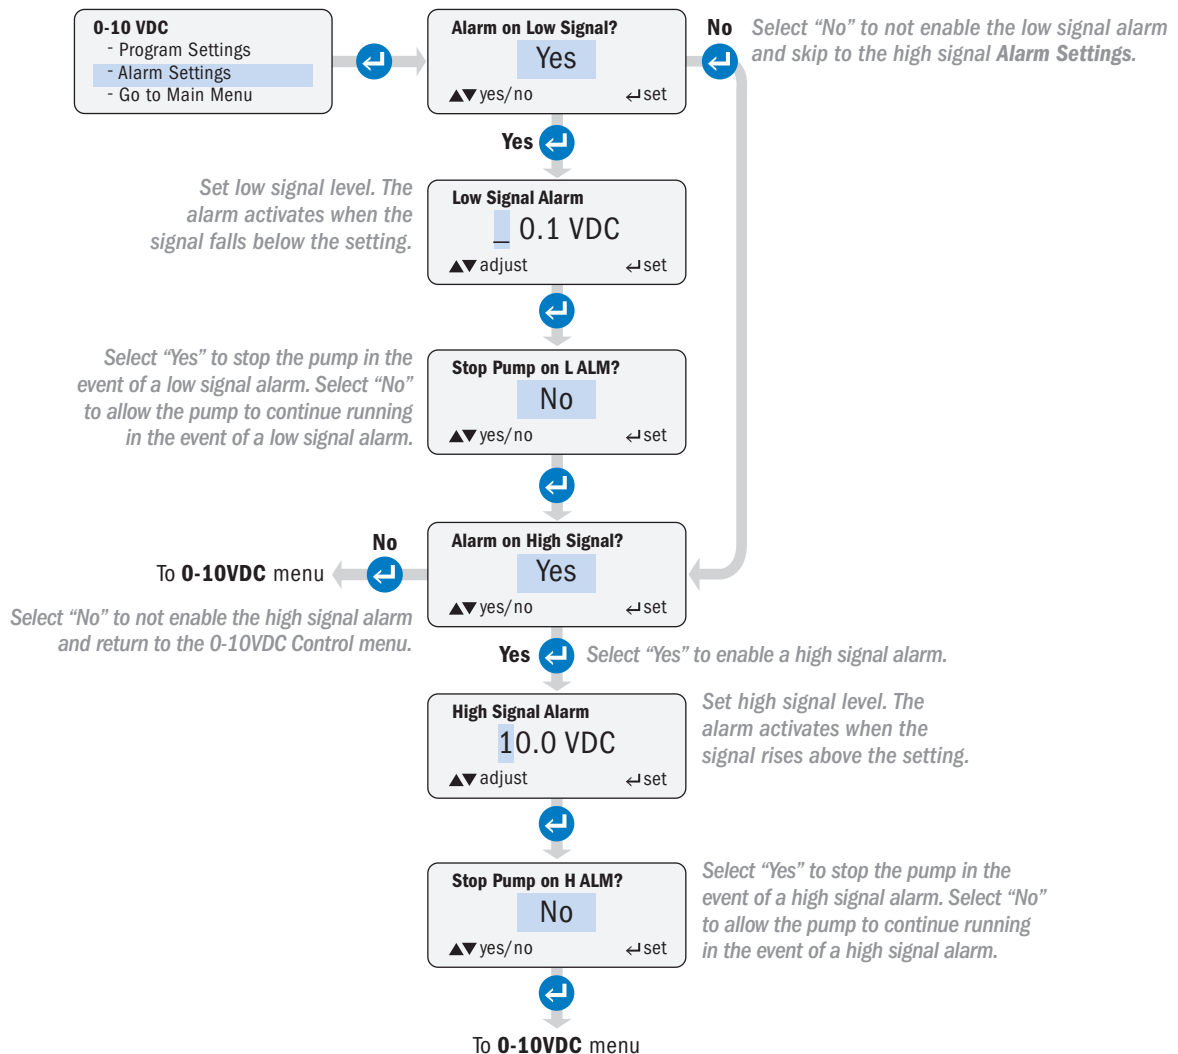 0-10 VDC
- Program Settings
- Alarm Settings
- Go to Main Menu
Alarm on Low Signal?
Yes
▲▼ yes/no ↵ set
No
Select “No” to not enable the low signal alarm
and skip to the high signal Alarm Settings.
Yes
Set low signal level. The
alarm activates when the
signal falls below the setting.
Low Signal Alarm
_ 0.1 VDC
▲▼ adjust ↵ set
Select “Yes” to stop the pump in the
event of a low signal alarm. Select “No”
to allow the pump to continue running
in the event of a low signal alarm.
Stop Pump on L ALM?
No
▲▼ yes/no ↵ set
No
To 0-10VDC menu
Select “No” to not enable the high signal alarm
and return to the 0-10VDC Control menu.
Alarm on High Signal?
Yes
▲▼ yes/no ↵ set
Yes
Select “Yes” to enable a high signal alarm.
High Signal Alarm
10.0 VDC
▲▼ adjust ↵ set
Set high signal level. The
alarm activates when the
signal rises above the setting.
Stop Pump on H ALM?
No
▲▼ yes/no ↵ set
Select “Yes” to stop the pump in the
event of a high signal alarm. Select “No”
to allow the pump to continue running
in the event of a high signal alarm.
To 0-10VDC menu